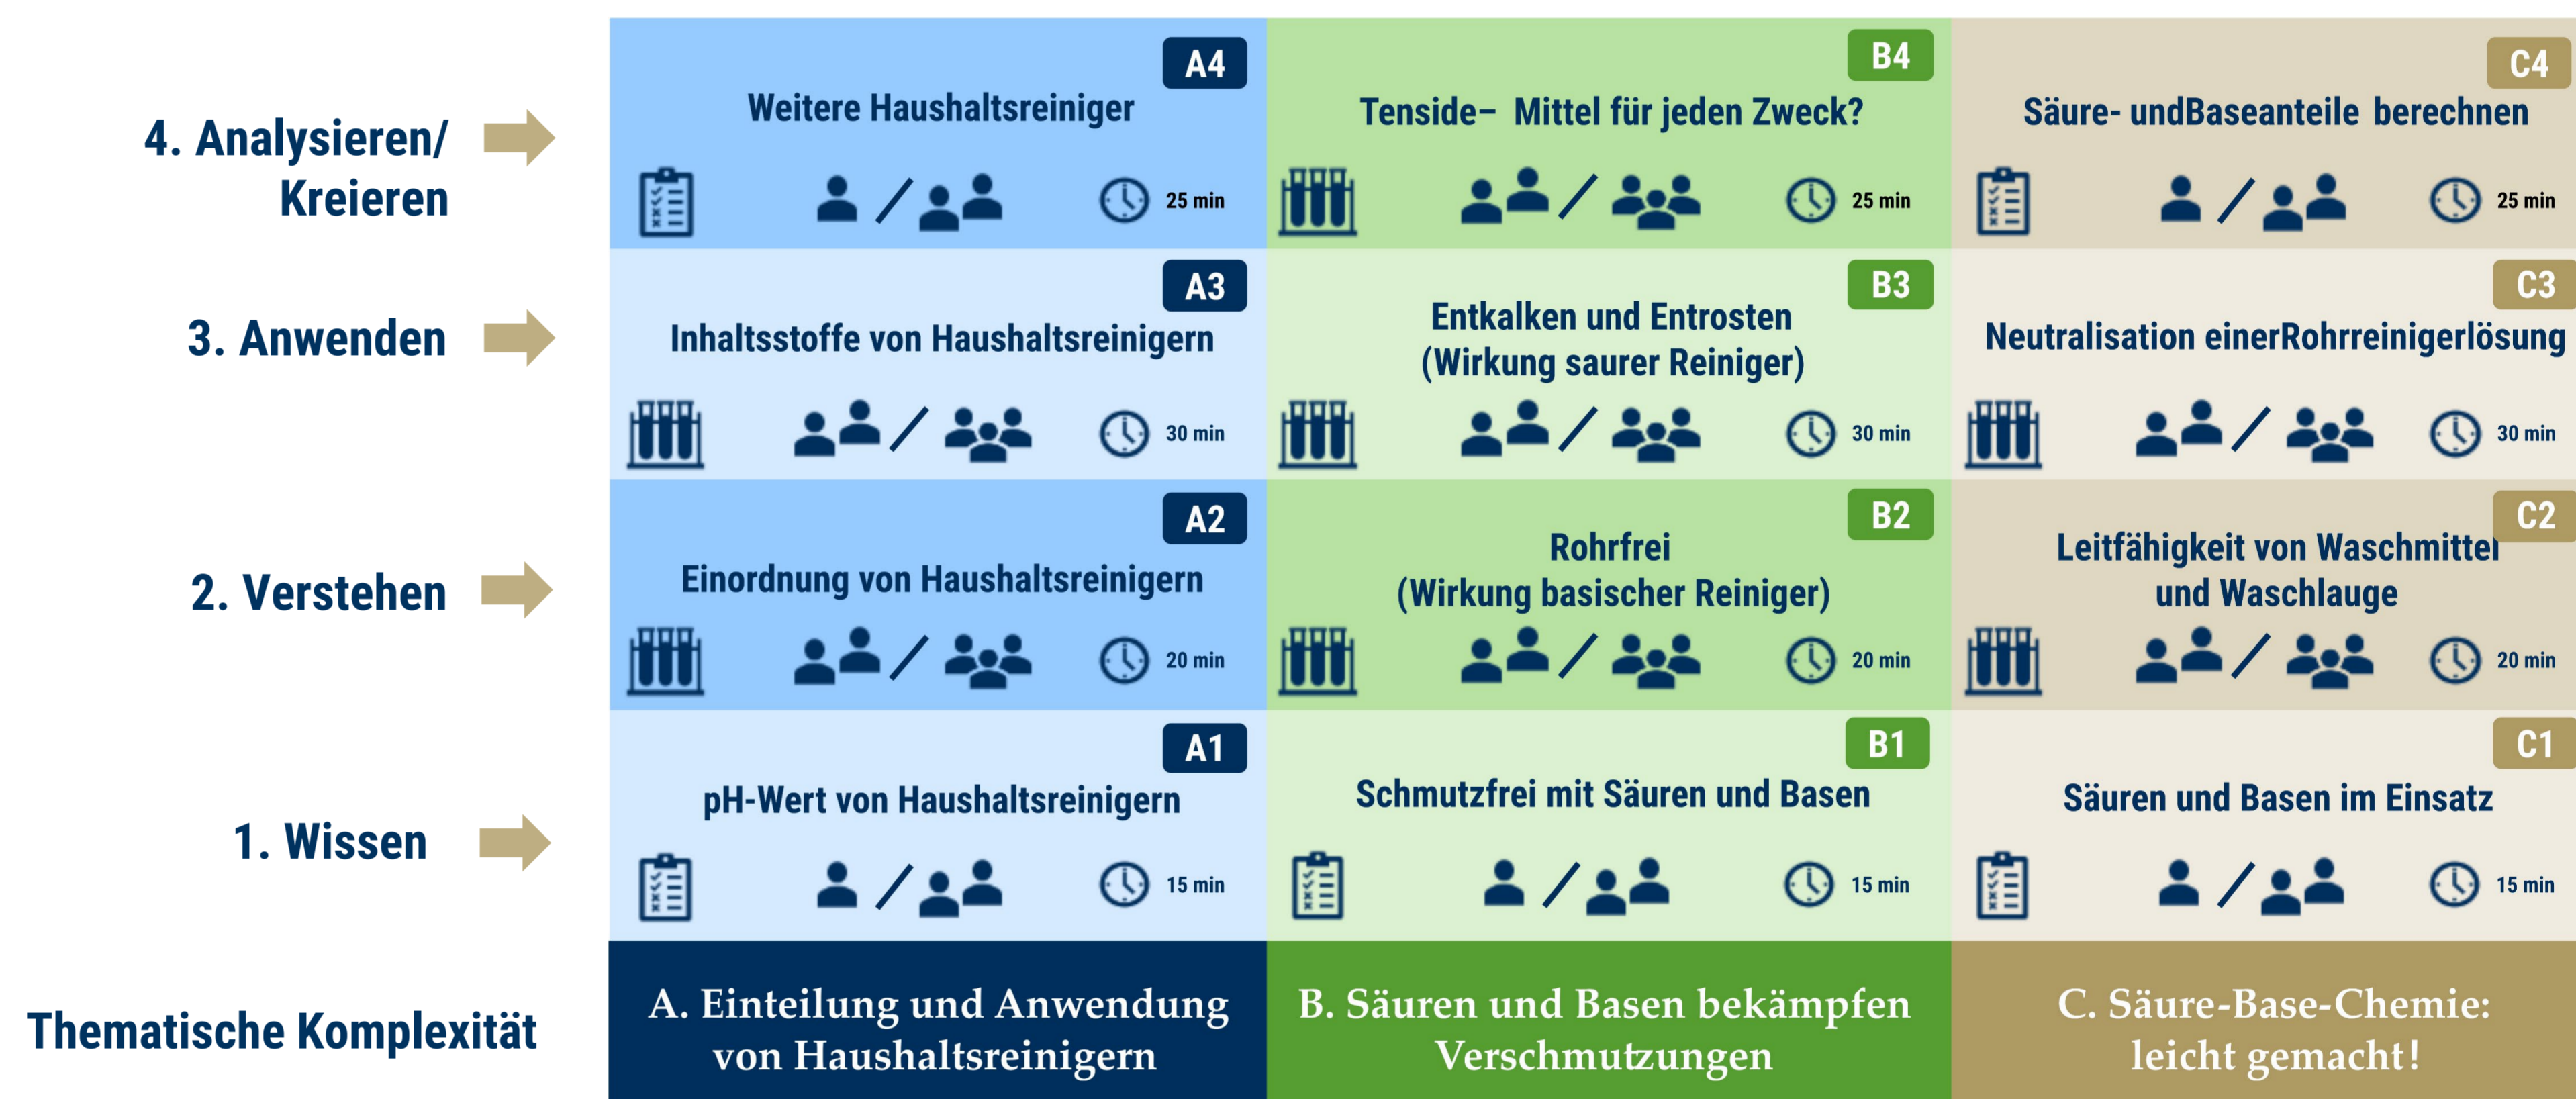 4. Analysieren/
Kreieren
A4
Weitere Haushaltsreiniger
25 min
B4
Tenside– Mittel für jeden Zweck?
25 min
C4
Säure- undBaseanteile berechnen
25 min
3. Anwenden
A3
Inhaltsstoffe von Haushaltsreinigern
30 min
B3
Entkalken und Entrosten
(Wirkung saurer Reiniger)
30 min
C3
Neutralisation einerRohrreinigerlösung
30 min
2. Verstehen
A2
Einordnung von Haushaltsreinigern
20 min
B2
Rohrfrei
(Wirkung basischer Reiniger)
20 min
C2
Leitfähigkeit von Waschmittel
und Waschlauge
20 min
1. Wissen
A1
pH-Wert von Haushaltsreinigern
15 min
B1
Schmutzfrei mit Säuren und Basen
15 min
C1
Säuren und Basen im Einsatz
15 min
Thematische Komplexität
A. Einteilung und Anwendung
von Haushaltsreinigern
B. Säuren und Basen bekämpfen
Verschmutzungen
C. Säure-Base-Chemie:
leicht gemacht!